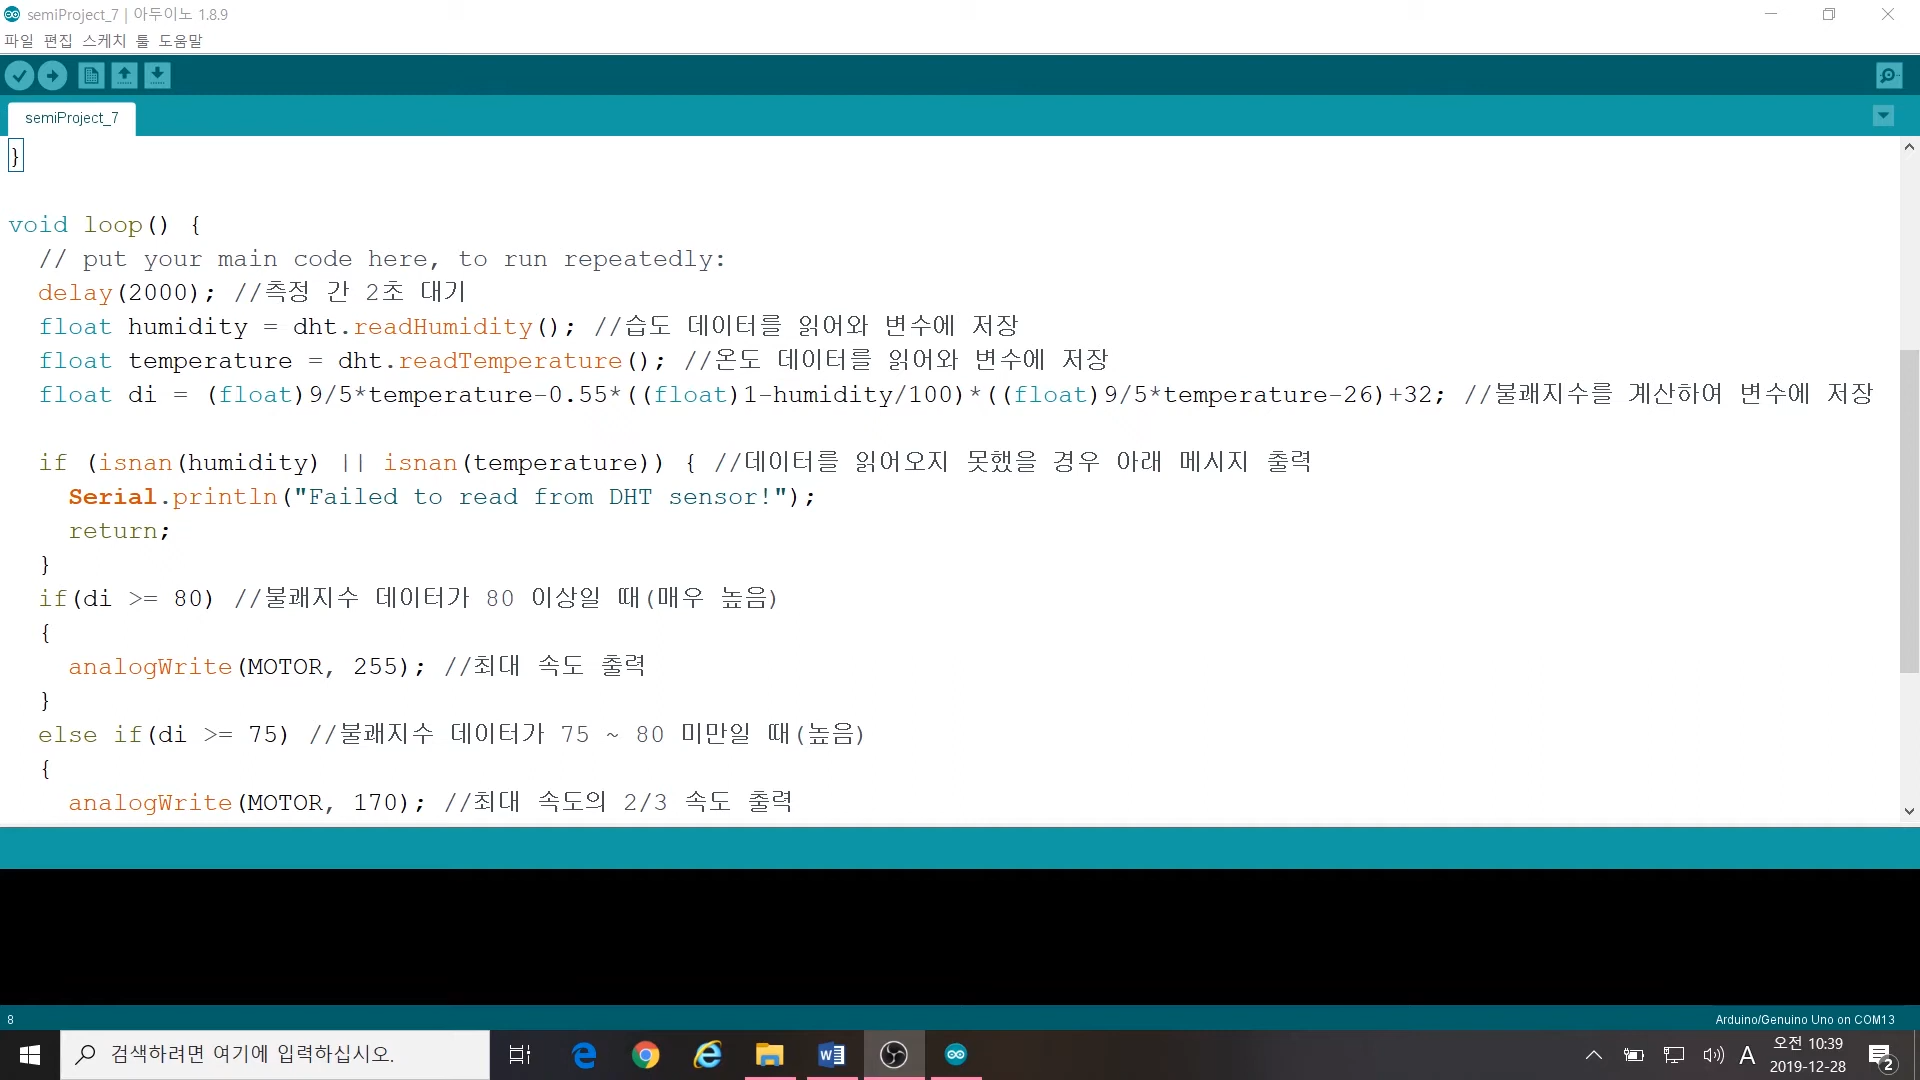 semiProject_7 | 아두이노 1.8.9
파일 편집 스케치 툴 도움말
semiProject_7
}
void loop() {
// put your main code here, to run repeatedly:
delay(2000); //측정 간 2초 대기
float humidity = dht.readHumidity(); //습도 데이터를 읽어와 변수에 저장
float temperature = dht.readTemperature(); //온도 데이터를 읽어와 변수에 저장
float di = (float)9/5*temperature-0.55*((float)1-humidity/100)*((float)9/5*temperature-26)+32; //불쾌지수를 계산하여 변수에 저장
if (isnan(humidity) || isnan(temperature)) { //데이터를 읽어오지 못했을 경우 아래 메시지 출력
Serial.println("Failed to read from DHT sensor!");
return;
}
if(di >= 80) //불쾌지수 데이터가 80 이상일 때(매우 높음)
{
analogWrite(MOTOR, 255); //최대 속도 출력
}
else if(di >= 75) //불쾌지수 데이터가 75 ~ 80 미만일 때(높음)
{
analogWrite(MOTOR, 170); //최대 속도의 2/3 속도 출력
8
Arduino/Genuino Uno on COM13
검색하려면 여기에 입력하십시오.
A
오전 10:39
2019-12-28
2